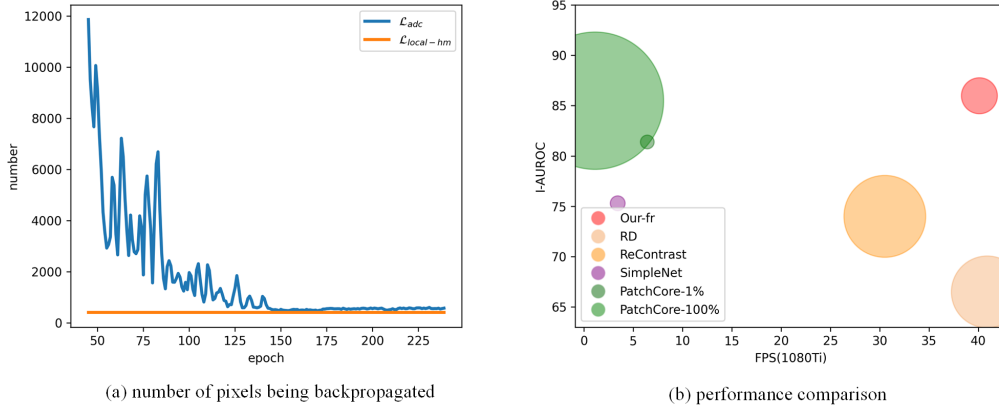 12000
10000
8000
6000
4000
2000
0
number
50 75 100 125 150 175 200 225
epoch
ℒadc
ℒlocal−hm
(a) number of pixels being backpropagated
95
90
85
80
75
70
65
I-AUROC
Our-fr
RD
ReContrast
SimpleNet
PatchCore-1%
PatchCore-100%
0 5 10 15 20 25 30 35 40
FPS(1080Ti)
(b) performance comparison